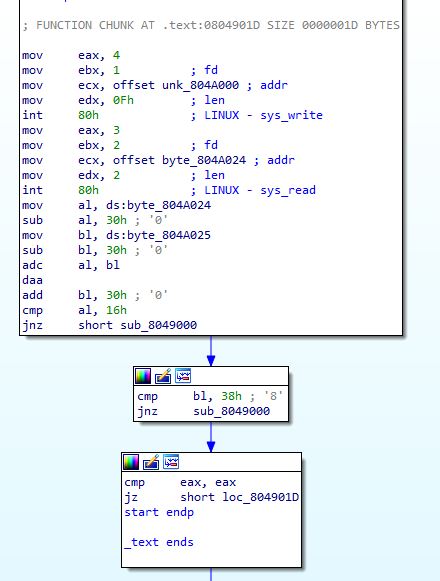 ; FUNCTION CHUNK AT .text:0804901D SIZE 0000001D BYTES
mov eax, 4
mov ebx, 1 ; fd
mov ecx, offset unk_804A000 ; addr
mov edx, 0Fh ; len
int 80h ; LINUX - sys_write
mov eax, 3
mov ebx, 2 ; fd
mov ecx, offset byte_804A024 ; addr
mov edx, 2 ; len
int 80h ; LINUX - sys_read
mov al, ds:byte_804A024
sub al, 30h ; '0'
mov bl, ds:byte_804A025
sub bl, 30h ; '0'
adc al, bl
daa
add bl, 30h ; '0'
cmp al, 16h
jnz short sub_8049000
cmp bl, 38h ; '8'
jnz sub_8049000
cmp eax, eax
jz short loc_804901D
start endp
_text ends